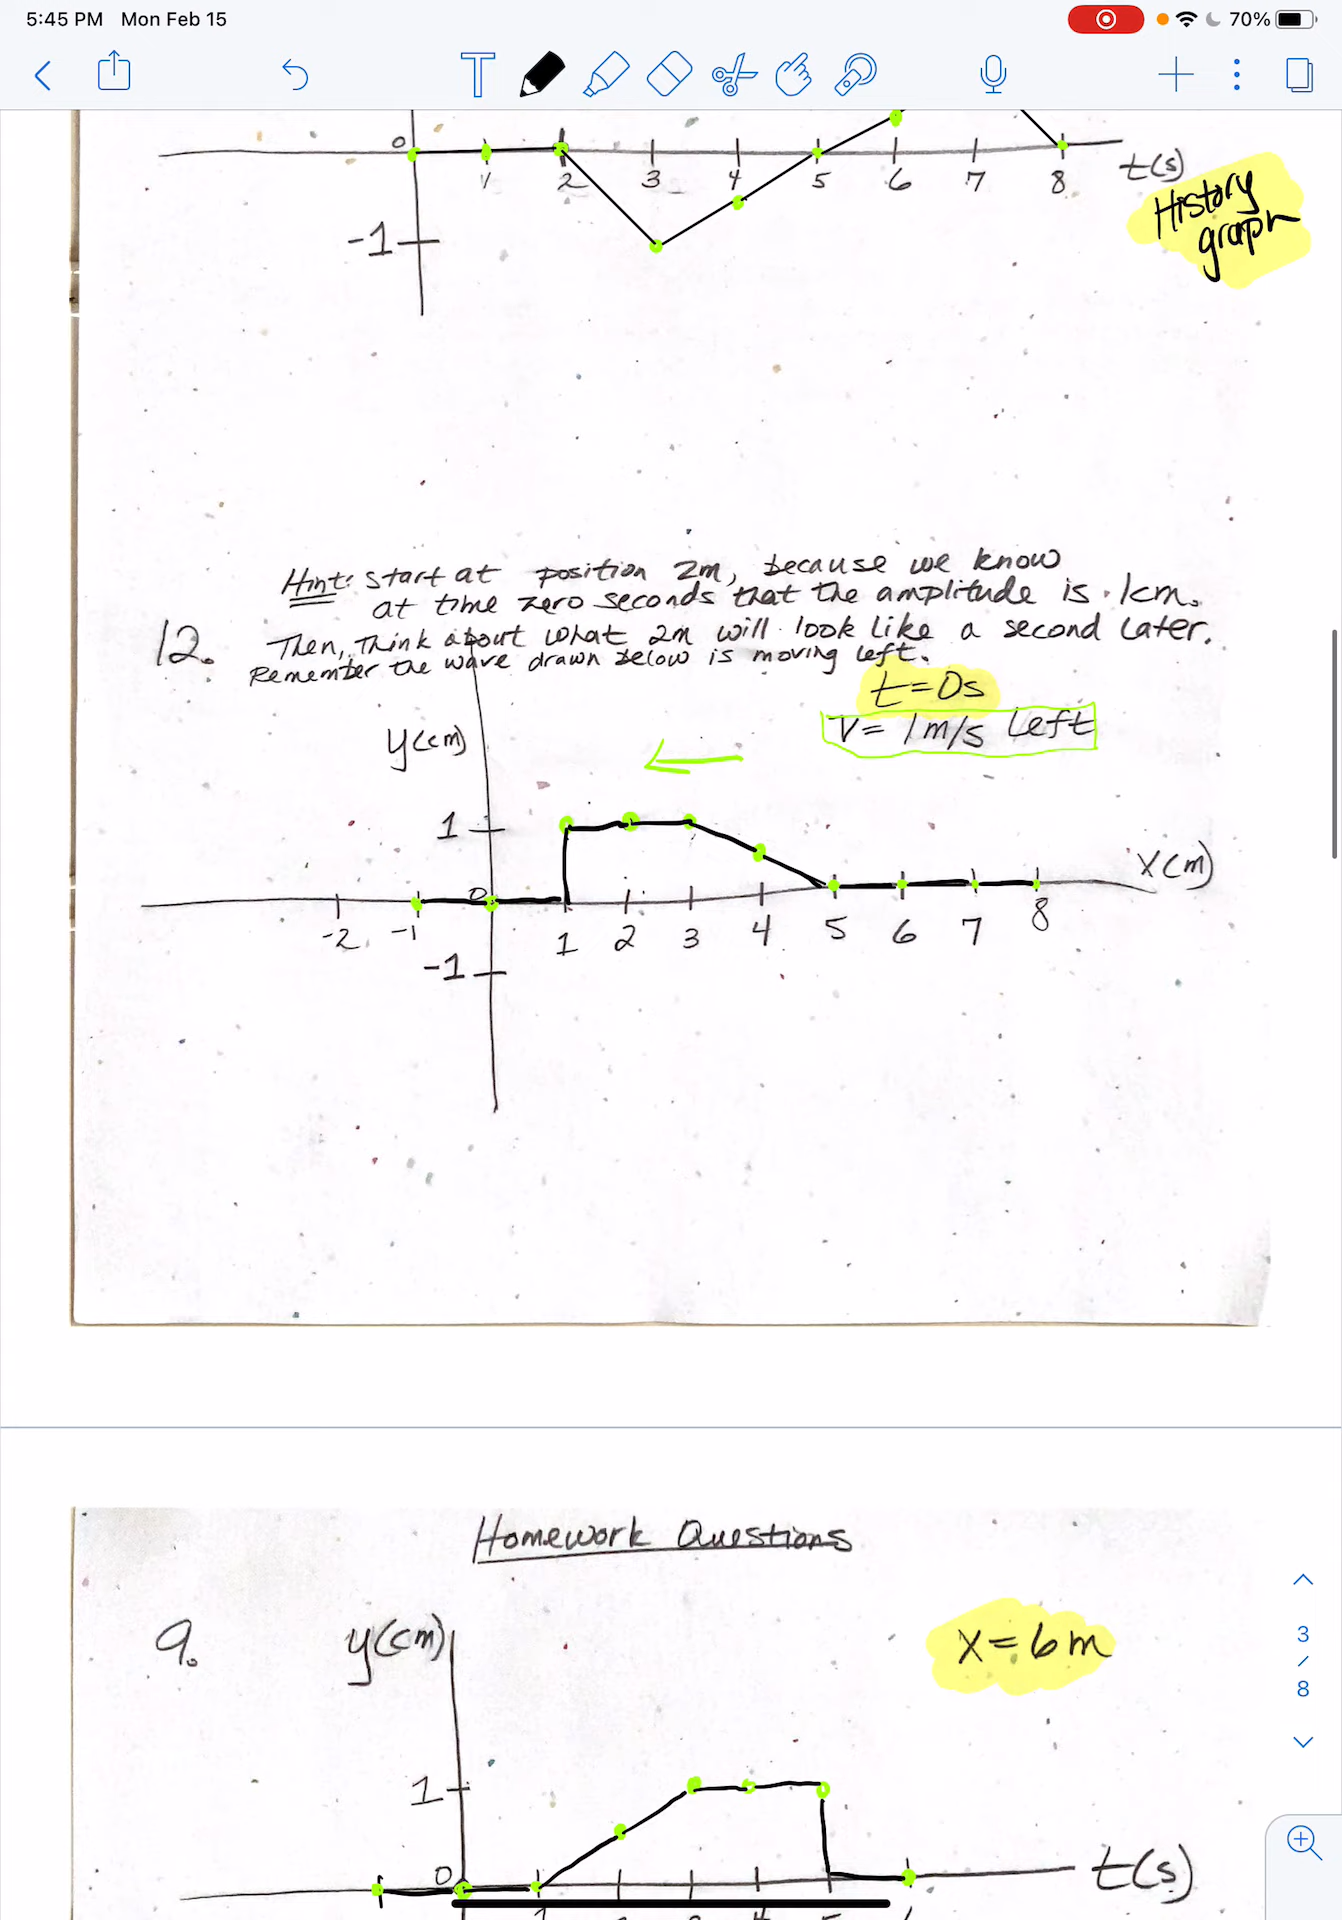 5:45 PM Mon Feb 15
70%
T
0
1 2 3 4 5 6 7 8 t(s)
-1
History
graph
Hint: start at position 2m, because we know
at time zero seconds that the amplitude is 1cm.
12. Then, think about what 2m will look like a second later.
Remember the wave drawn below is moving left.
t=0s
V= 1m/s left
y(cm)
1
x(m)
0
-2 -1 1 2 3 4 5 6 7 8
-1
Homework Questions
9. y(cm) x=6m
3
/
8
1
0
t(s)